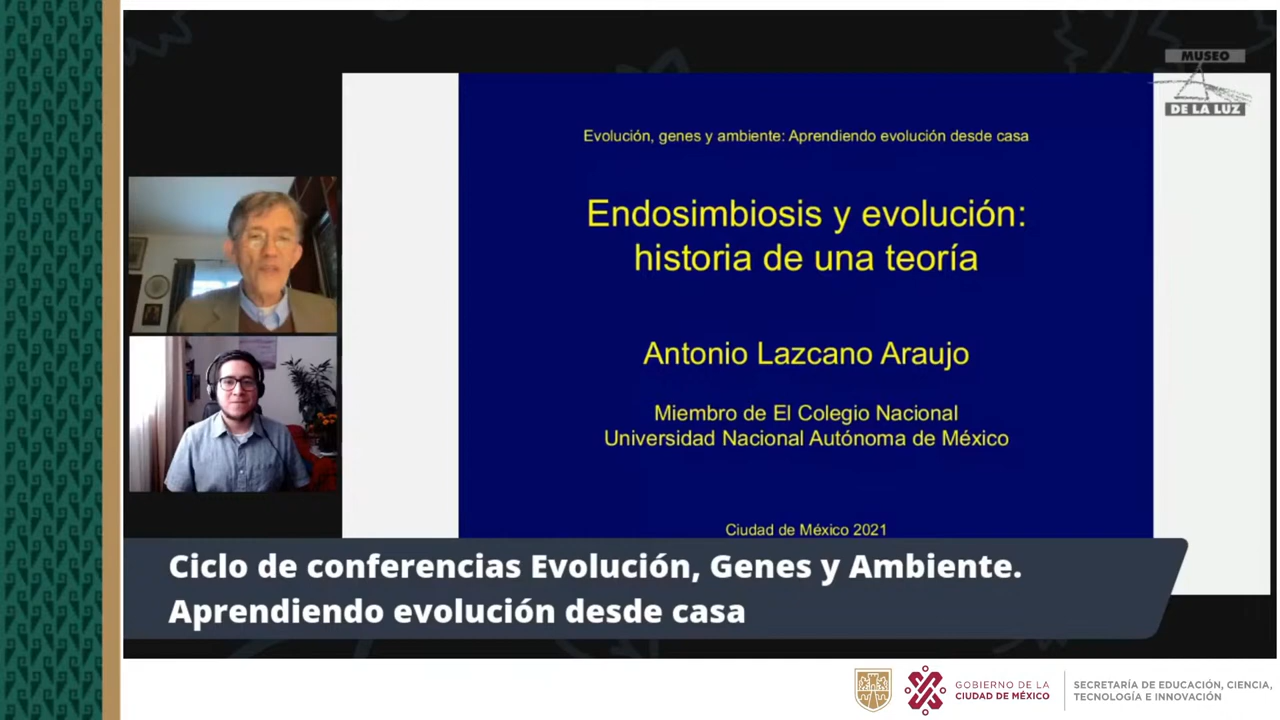 MUSEO
DE LA LUZ
Evolución, genes y ambiente: Aprendiendo evolución desde casa
Endosimbiosis y evolución:
historia de una teoría
Antonio Lazcano Araujo
Miembro de El Colegio Nacional
Universidad Nacional Autónoma de México
Ciudad de México 2021
Ciclo de conferencias Evolución, Genes y Ambiente.
Aprendiendo evolución desde casa
GOBIERNO DE LA
CIUDAD DE MÉXICO
SECRETARÍA DE EDUCACIÓN, CIENCIA,
TECNOLOGÍA E INNOVACIÓN